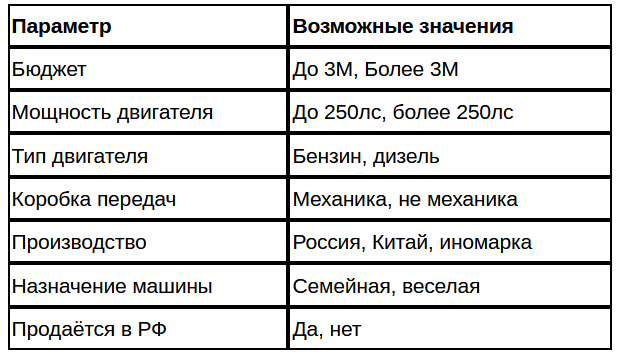 Параметр Возможные значения
Бюджет До 3М, Более 3М
Мощность двигателя До 250лс, более 250лс
Тип двигателя Бензин, дизель
Коробка передач Механика, не механика
Производство Россия, Китай, иномарка
Назначение машины Семейная, веселая
Продаётся в РФ Да, нет